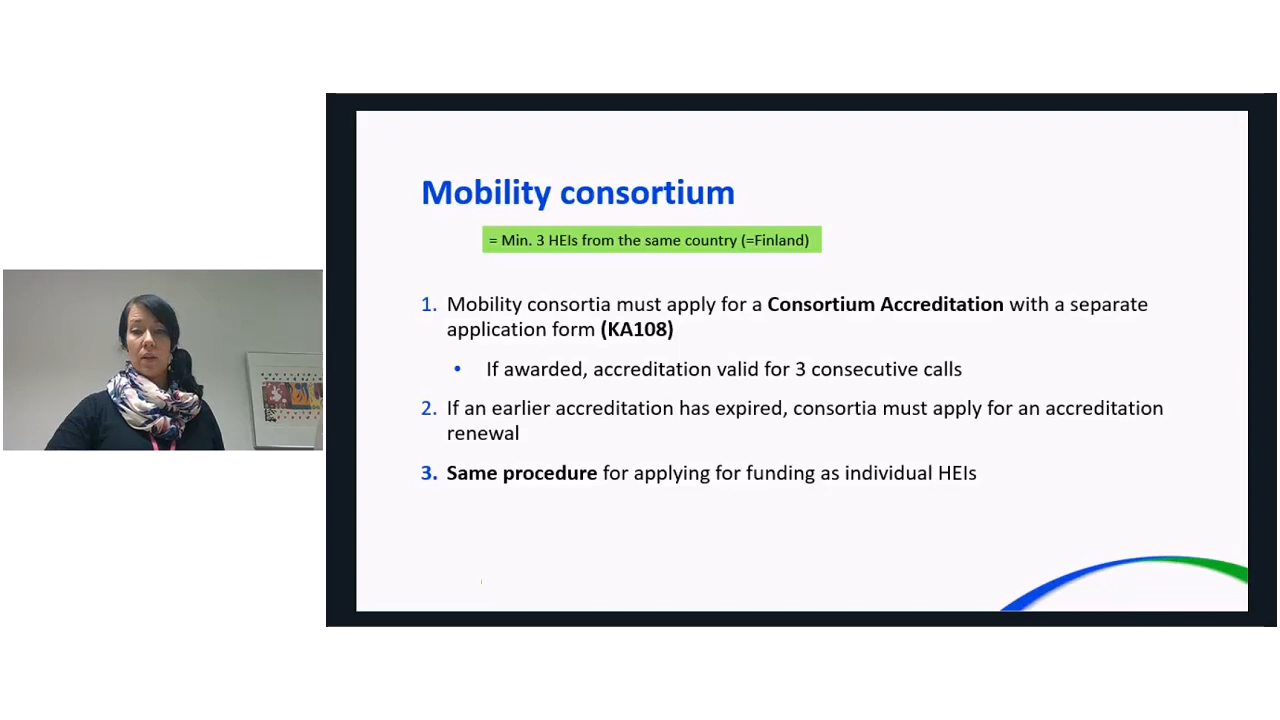 Mobility consortium
= Min. 3 HEIs from the same country (=Finland)
1. Mobility consortia must apply for a Consortium Accreditation with a separate
application form (KA108)
• If awarded, accreditation valid for 3 consecutive calls
2. If an earlier accreditation has expired, consortia must apply for an accreditation
renewal
3. Same procedure for applying for funding as individual HEIs